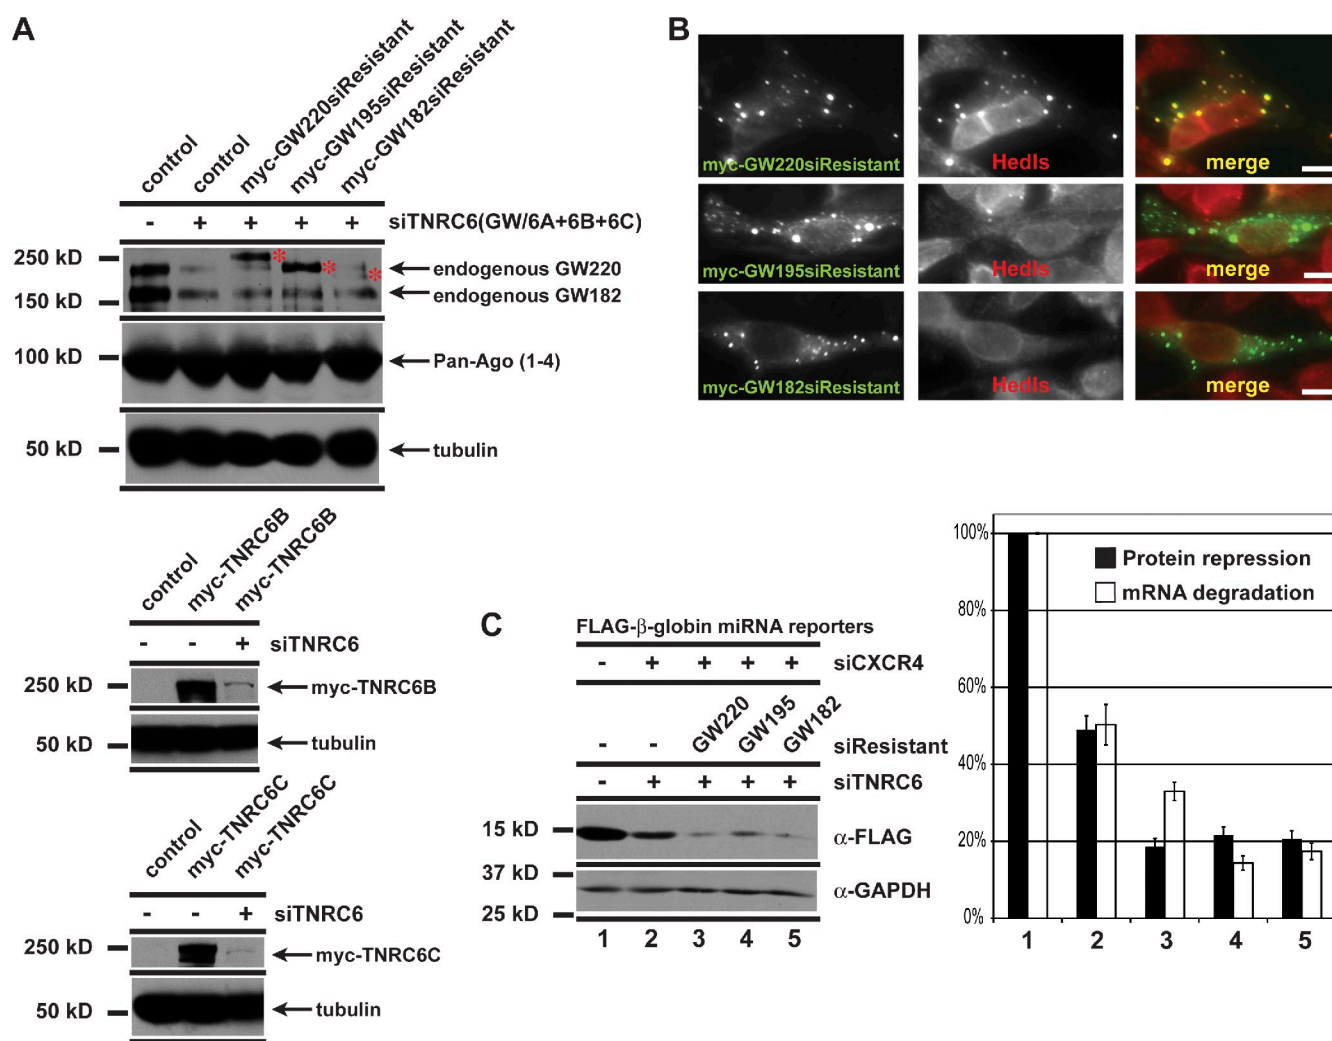 A
control
control
myc-GW220siResistant
myc-GW195siResistant
myc-GW182siResistant
- + + + + siTNRC6(GW/6A+6B+6C)
250 kD
150 kD
* * *
endogenous GW220
endogenous GW182
100 kD
Pan-Ago (1-4)
50 kD
tubulin
control
myc-TNRC6B
myc-TNRC6B
- - + siTNRC6
250 kD
myc-TNRC6B
50 kD
tubulin
control
myc-TNRC6C
myc-TNRC6C
- - + siTNRC6
250 kD
myc-TNRC6C
50 kD
tubulin
B
myc-GW220siResistant
Hedls
merge
myc-GW195siResistant
Hedls
merge
myc-GW182siResistant
Hedls
merge
C
FLAG-β-globin miRNA reporters
- + + + + siCXCR4
- - GW220 GW195 GW182 siResistant
- + + + + siTNRC6
15 kD
α-FLAG
37 kD
α-GAPDH
25 kD
1 2 3 4 5
100%
80%
60%
40%
20%
0%
Protein repression
mRNA degradation
1 2 3 4 5